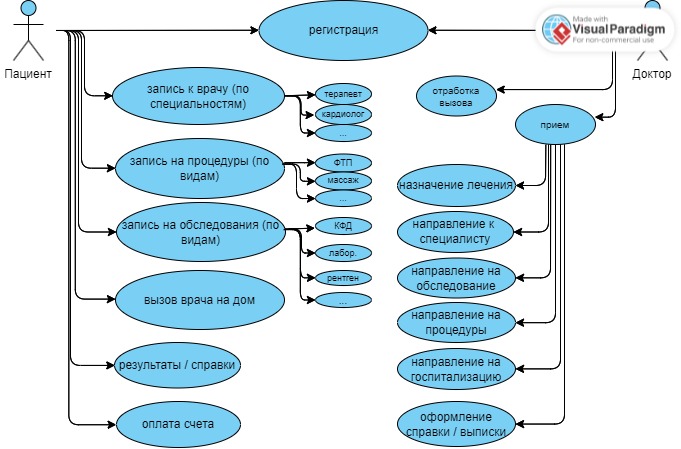 регистрация
Made with
VisualParadigm
For non-commercial use
Пациент
Доктор
запись к врачу (по
специальностям)
терапевт
кардиолог
...
отработка
вызова
прием
запись на процедуры (по
видам)
ФТП
массаж
...
назначение лечения
запись на обследования (по
видам)
КФД
лабор.
рентген
...
направление к
специалисту
направление на
обследование
вызов врача на дом
направление на
процедуры
результаты / справки
направление на
госпитализацию
оплата счета
оформление
справки / выписки